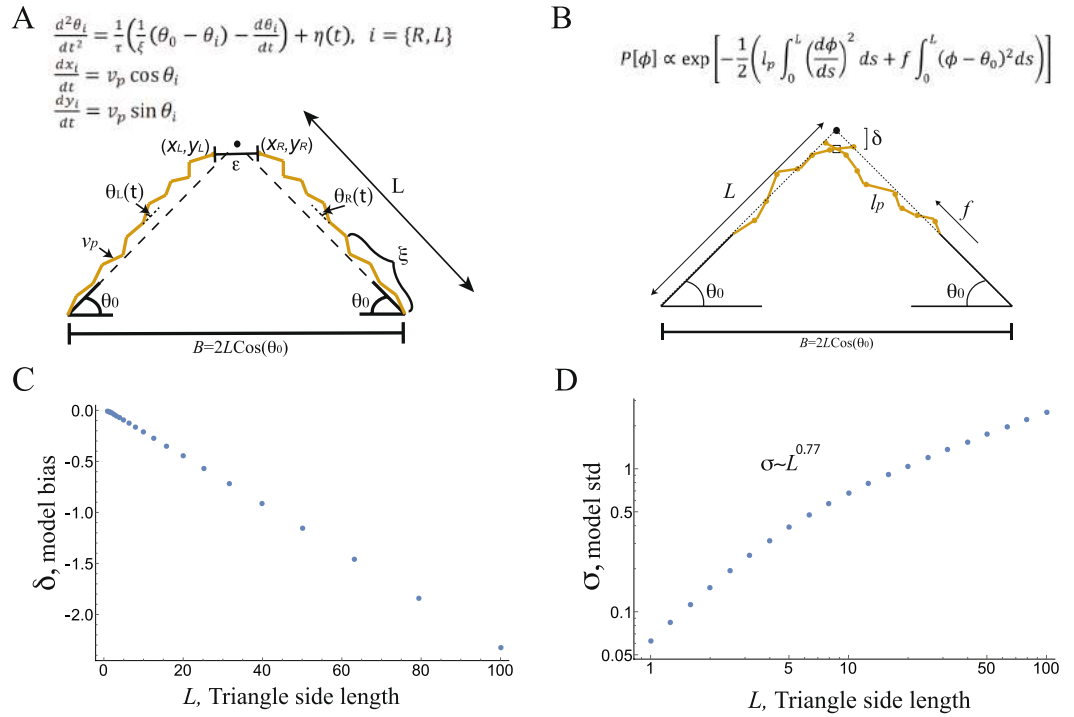 A
d²θᵢ/dt² = 1/τ (1/ξ (θ₀ − θᵢ) − dθᵢ/dt) + η(t), i = {R, L}
dxᵢ/dt = vₚ cos θᵢ
dyᵢ/dt = vₚ sin θᵢ
(xL,yL)
(xR,yR)
ε
L
θL(t)
θR(t)
vₚ
ξ
θ₀
θ₀
B=2LCos(θ₀)
B
P[ϕ] ∝ exp [−1/2 (lₚ ∫₀ᴸ (dϕ/ds)² ds + f ∫₀ᴸ (ϕ − θ₀)² ds)]
δ
L
lₚ
f
θ₀
θ₀
B=2LCos(θ₀)
C
δ, model bias
0.0
-0.5
-1.0
-1.5
-2.0
0 20 40 60 80 100
L, Triangle side length
D
σ, model std
σ~L^0.77
1
0.5
0.1
0.05
1 5 10 50 100
L, Triangle side length